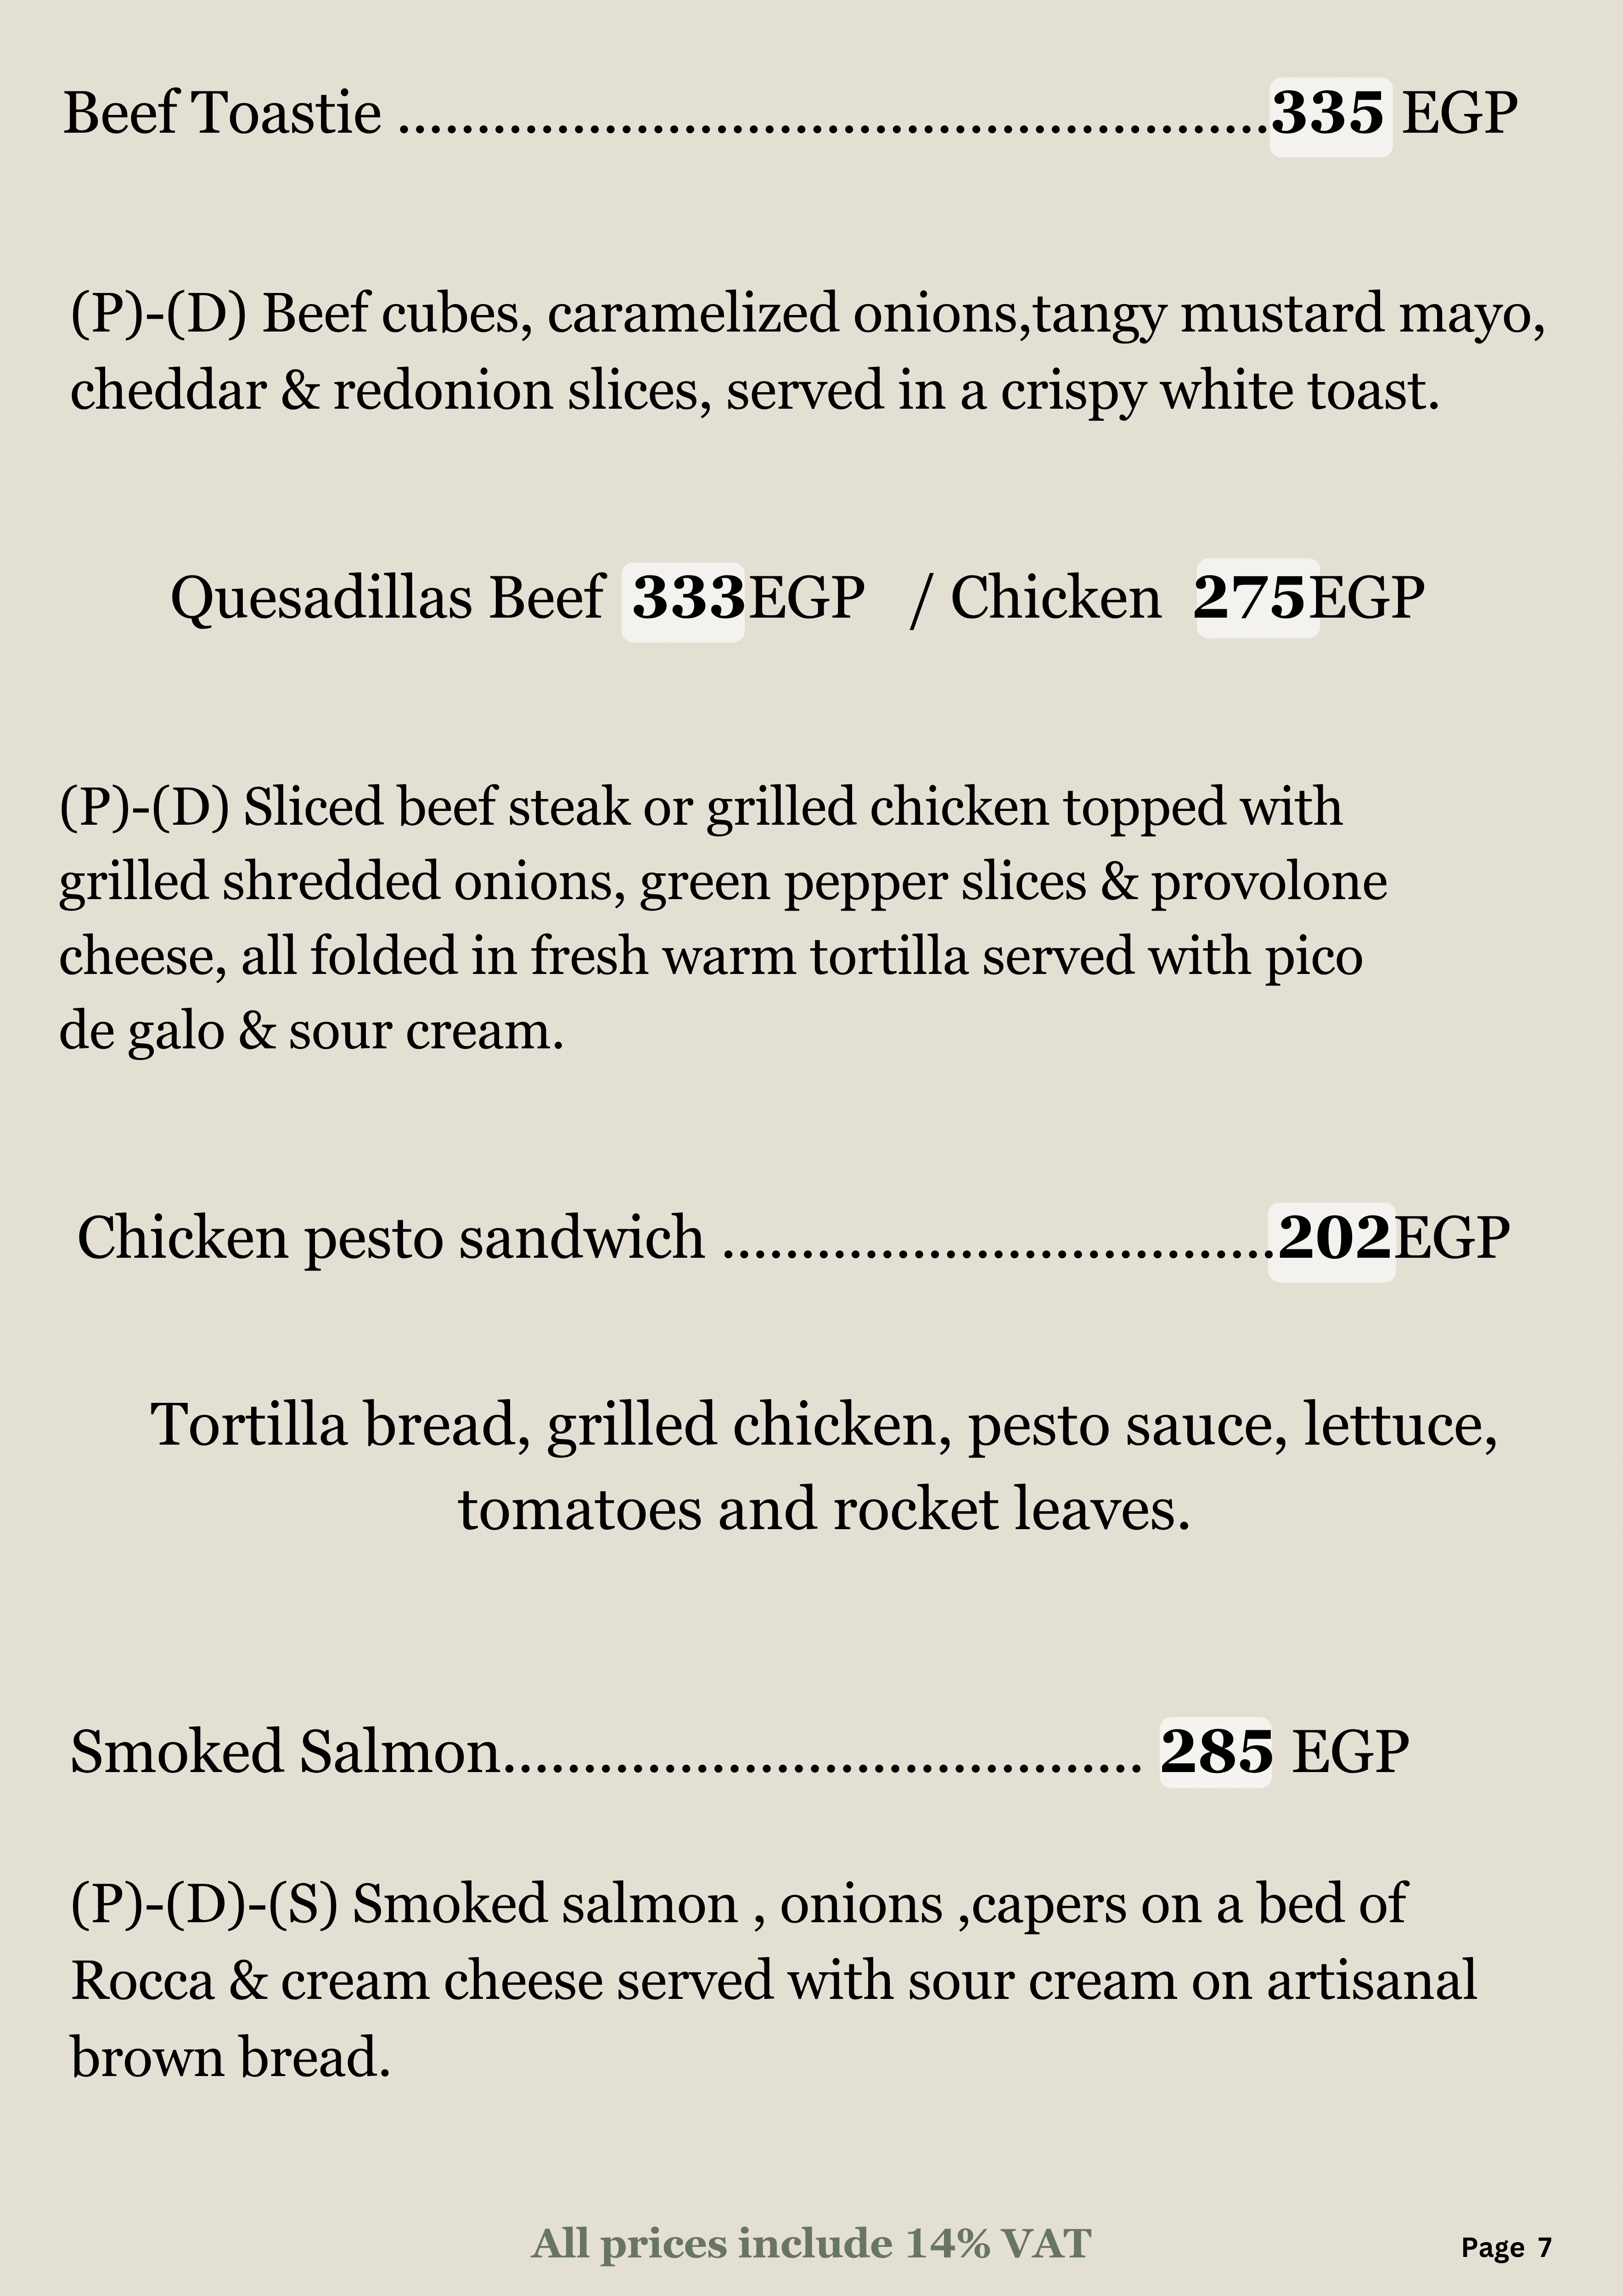 Beef Toastie .......................................................335 EGP
(P)-(D) Beef cubes, caramelized onions,tangy mustard mayo,
cheddar & redonion slices, served in a crispy white toast.
Quesadillas Beef 333EGP / Chicken 275EGP
(P)-(D) Sliced beef steak or grilled chicken topped with
grilled shredded onions, green pepper slices & provolone
cheese, all folded in fresh warm tortilla served with pico
de galo & sour cream.
Chicken pesto sandwich ...................................202EGP
Tortilla bread, grilled chicken, pesto sauce, lettuce,
tomatoes and rocket leaves.
Smoked Salmon........................................ 285 EGP
(P)-(D)-(S) Smoked salmon , onions ,capers on a bed of
Rocca & cream cheese served with sour cream on artisanal
brown bread.
All prices include 14% VAT
Page 7